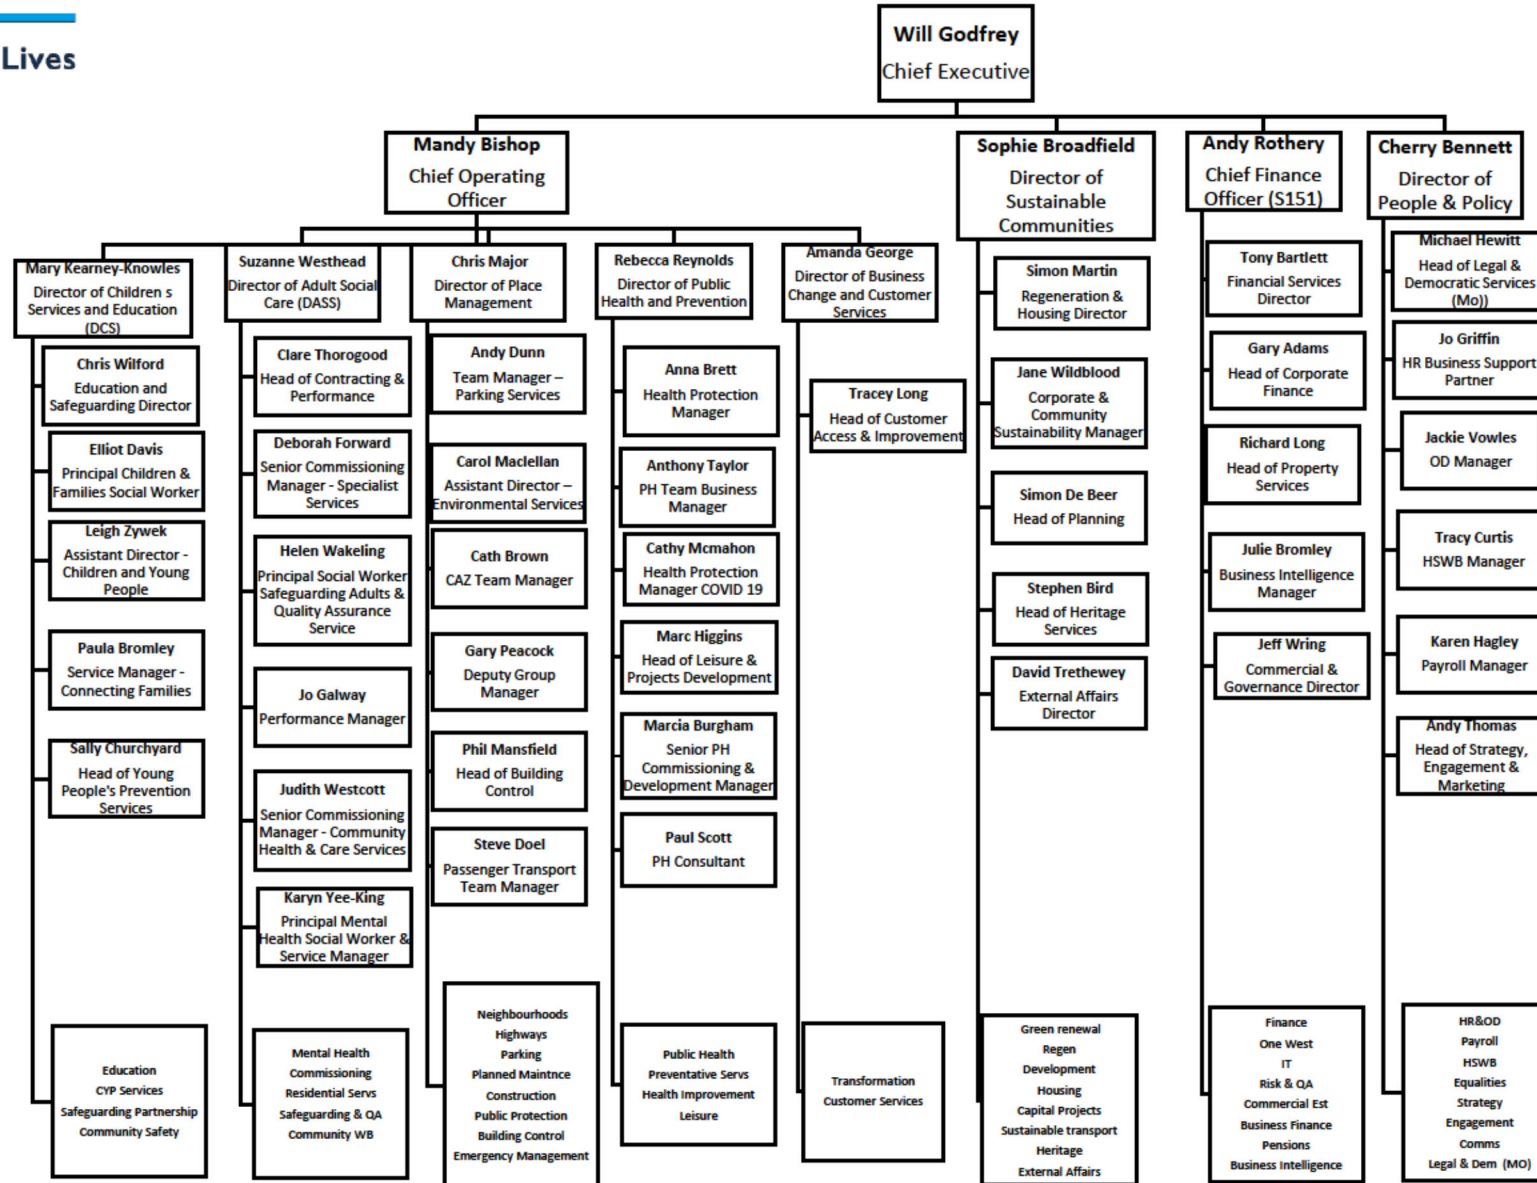 Lives
Will Godfrey
Chief Executive
Mandy Bishop
Chief Operating
Officer
Sophie Broadfield
Director of
Sustainable
Communities
Andy Rothery
Chief Finance
Officer (S151)
Cherry Bennett
Director of
People & Policy
Mary Kearney-Knowles
Director of Children s
Services and Education
(DCS)
Chris Wilford
Education and
Safeguarding Director
Elliot Davis
Principal Children &
Families Social Worker
Leigh Zywek
Assistant Director -
Children and Young
People
Paula Bromley
Service Manager -
Connecting Families
Sally Churchyard
Head of Young
People's Prevention
Services
Education
CYP Services
Safeguarding Partnership
Community Safety
Suzanne Westhead
Director of Adult Social
Care (DASS)
Clare Thorogood
Head of Contracting &
Performance
Deborah Forward
Senior Commissioning
Manager - Specialist
Services
Helen Wakeling
Principal Social Worker
Safeguarding Adults &
Quality Assurance
Service
Jo Galway
Performance Manager
Judith Westcott
Senior Commissioning
Manager - Community
Health & Care Services
Karyn Yee-King
Principal Mental
Health Social Worker &
Service Manager
Mental Health
Commissioning
Residential Servs
Safeguarding & QA
Community WB
Chris Major
Director of Place
Management
Andy Dunn
Team Manager –
Parking Services
Carol Maclellan
Assistant Director –
Environmental Services
Cath Brown
CAZ Team Manager
Gary Peacock
Deputy Group
Manager
Phil Mansfield
Head of Building
Control
Steve Doel
Passenger Transport
Team Manager
Neighbourhoods
Highways
Parking
Planned Maintnce
Construction
Public Protection
Building Control
Emergency Management
Rebecca Reynolds
Director of Public
Health and Prevention
Anna Brett
Health Protection
Manager
Anthony Taylor
PH Team Business
Manager
Cathy Mcmahon
Health Protection
Manager COVID 19
Marc Higgins
Head of Leisure &
Projects Development
Marcia Burgham
Senior PH
Commissioning &
Development Manager
Paul Scott
PH Consultant
Public Health
Preventative Servs
Health Improvement
Leisure
Amanda George
Director of Business
Change and Customer
Services
Tracey Long
Head of Customer
Access & Improvement
Transformation
Customer Services
Simon Martin
Regeneration &
Housing Director
Jane Wildblood
Corporate &
Community
Sustainability Manager
Simon De Beer
Head of Planning
Stephen Bird
Head of Heritage
Services
David Trethewey
External Affairs
Director
Green renewal
Regen
Development
Housing
Capital Projects
Sustainable transport
Heritage
External Affairs
Tony Bartlett
Financial Services
Director
Gary Adams
Head of Corporate
Finance
Richard Long
Head of Property
Services
Julie Bromley
Business Intelligence
Manager
Jeff Wring
Commercial &
Governance Director
Finance
One West
IT
Risk & QA
Commercial Est
Business Finance
Pensions
Business Intelligence
Michael Hewitt
Head of Legal &
Democratic Services
(Mo))
Jo Griffin
HR Business Support
Partner
Jackie Vowles
OD Manager
Tracy Curtis
HSWB Manager
Karen Hagley
Payroll Manager
Andy Thomas
Head of Strategy,
Engagement &
Marketing
HR&OD
Payroll
HSWB
Equalities
Strategy
Engagement
Comms
Legal & Dem (MO)